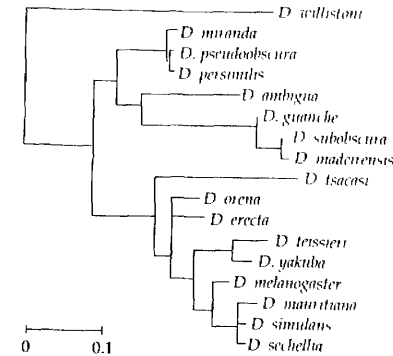 D. willistoni
D. miranda
D. pseudoobscura
D. persimilis
D. ambigua
D. guanche
D. subobscura
D. madeirensis
D. tsacasi
D. orena
D. erecta
D. teissieri
D. yakuba
D. melanogaster
D. mauritiana
D. simulans
D. sechellia
0 0.1